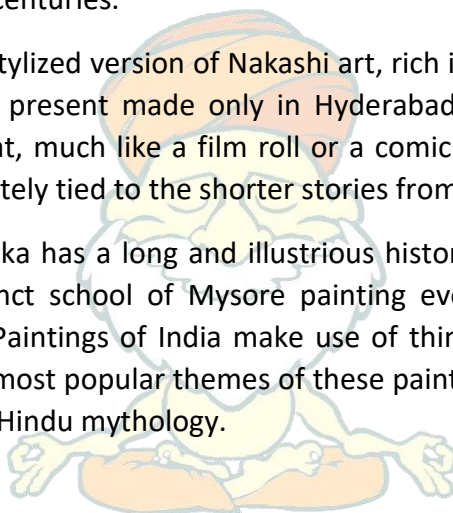 centuries.
tylized version of Nakashi art, rich i
present made only in Hyderabad
nt, much like a film roll or a comic
tely tied to the shorter stories from
ka has a long and illustrious histor
nct school of Mysore painting eve
Paintings of India make use of thin
most popular themes of these paint
Hindu mythology.